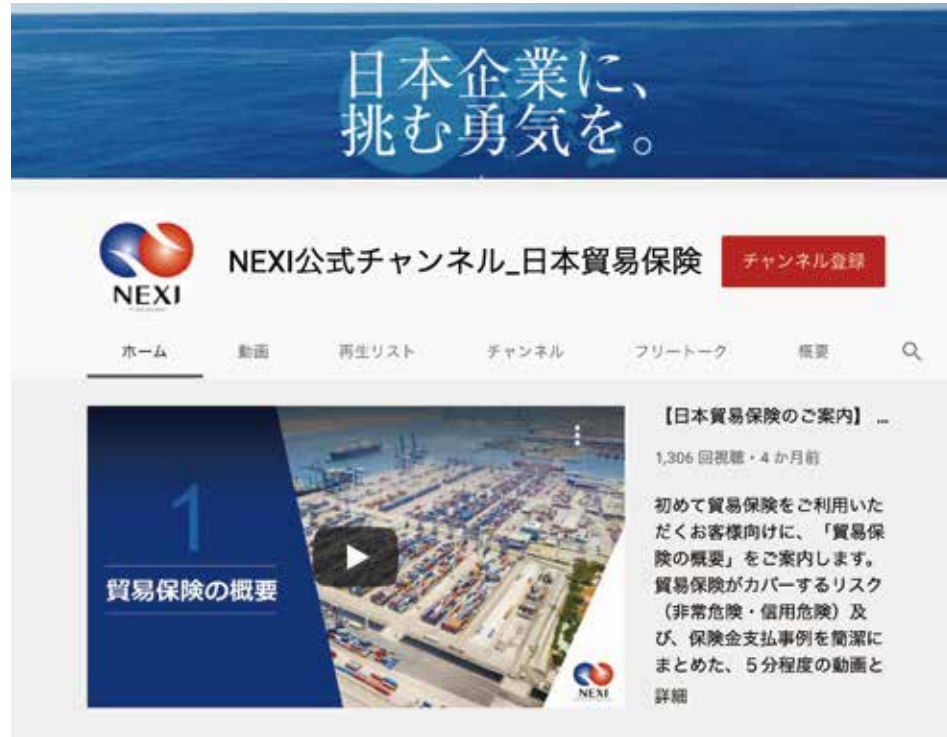 日本企業に、
挑む勇気を。
NEXI
NEXI公式チャンネル_日本貿易保険
チャンネル登録
ホーム 動画 再生リスト チャンネル フリートーク 概要
1
貿易保険の概要
NEXI
【日本貿易保険のご案内】 ...
1,306 回視聴・4 か月前
初めて貿易保険をご利用いた
だくお客様向けに、「貿易保
険の概要」をご案内します。
貿易保険がカバーするリスク
（非常危険・信用危険）及
び、保険金支払事例を簡潔に
まとめた、５分程度の動画と
詳細